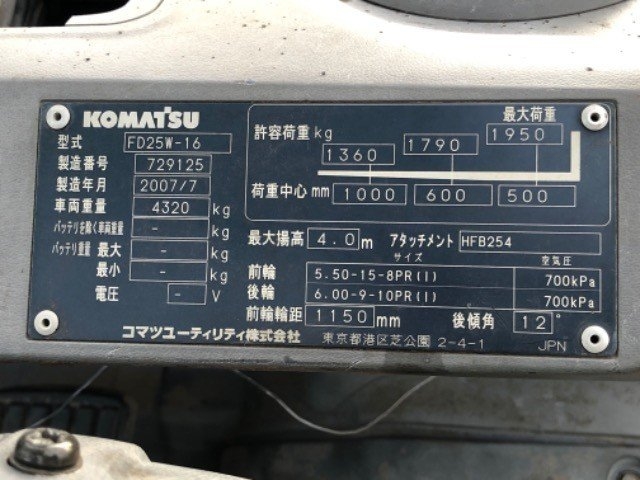 KOMATSU
型式 FD25W-16
製造番号 729125
製造年月 2007/7
車両重量 4320 kg
バッテリを除く車両重量 - kg
バッテリ重量 最大 - kg
最小 - kg
電圧 - V
最大荷重
許容荷重 kg 1360 1790 1950
荷重中心 mm 1000 600 500
最大揚高 4.0 m アタッチメント HFB254
サイズ 空気圧
前輪 5.50-15-8PR(I) 700kPa
後輪 6.00-9-10PR(I) 700kPa
前輪輪距 1150 mm 後傾角 12°
コマツユーティリティ株式会社 東京都港区芝公園 2-4-1 JPN